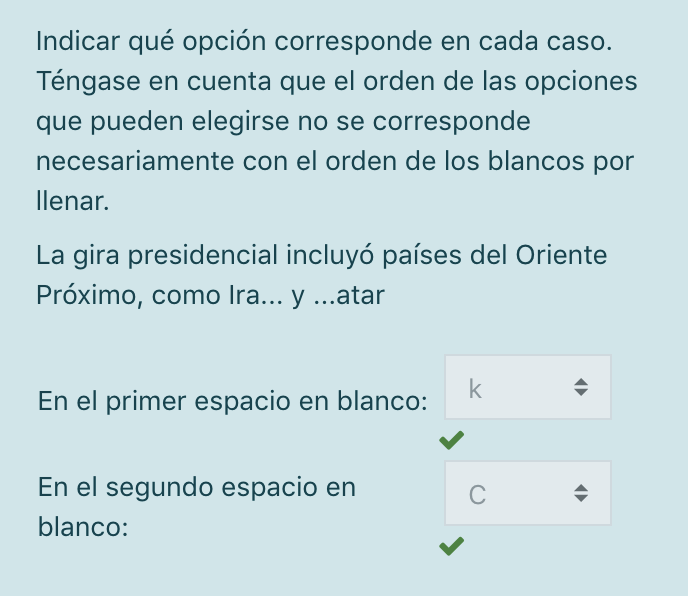 Indicar qué opción corresponde en cada caso.
Téngase en cuenta que el orden de las opciones
que pueden elegirse no se corresponde
necesariamente con el orden de los blancos por
llenar.
La gira presidencial incluyó países del Oriente
Próximo, como Ira... y ...atar
En el primer espacio en blanco:
k
En el segundo espacio en
blanco:
C